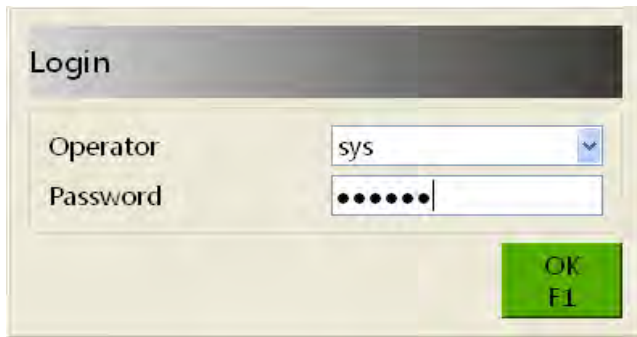 Login
Operator sys
Password ●●●●●●
OK
F1